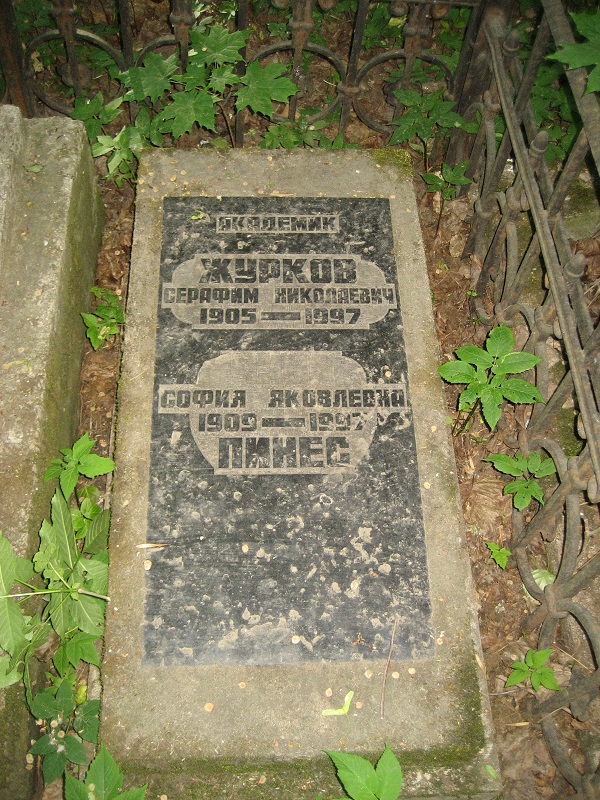 АКАДЕМИК
ЖУРКОВ
СЕРАФИМ НИКОЛАЕВИЧ
1905 — 1997
СОФИЯ ЯКОВЛЕВНА
1909 — 1997
ПИНЕС